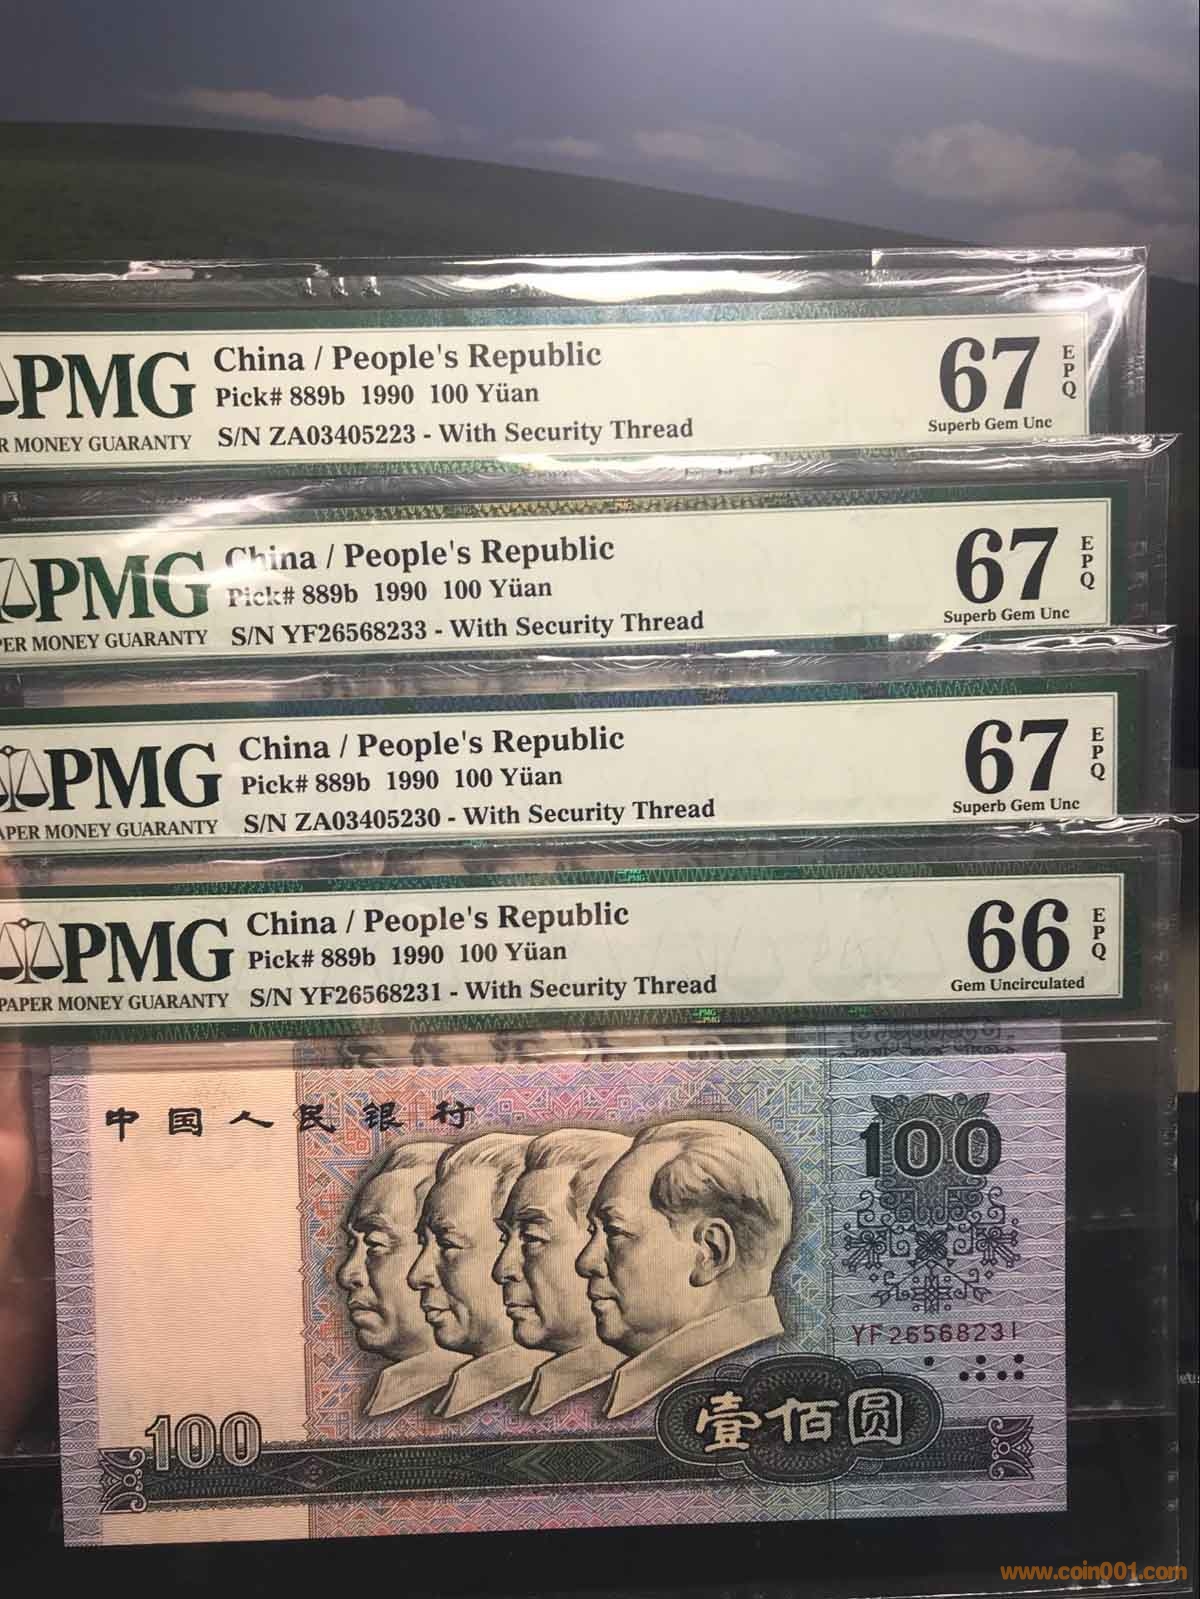 PMG
R MONEY GUARANTY
China / People's Republic
Pick# 889b 1990 100 Yüan
S/N ZA03405223 - With Security Thread
67
EPQ
Superb Gem Unc
PMG
PER MONEY GUARANTY
China / People's Republic
Pick# 889b 1990 100 Yüan
S/N YF26568233 - With Security Thread
67
EPQ
Superb Gem Unc
PMG
APER MONEY GUARANTY
China / People's Republic
Pick# 889b 1990 100 Yüan
S/N ZA03405230 - With Security Thread
67
EPQ
Superb Gem Unc
PMG
PAPER MONEY GUARANTY
China / People's Republic
Pick# 889b 1990 100 Yüan
S/N YF26568231 - With Security Thread
66
EPQ
Gem Uncirculated
PMG
PMG
中国人民银行
100
YF26568231
壹佰圆
100
www.coin001.com